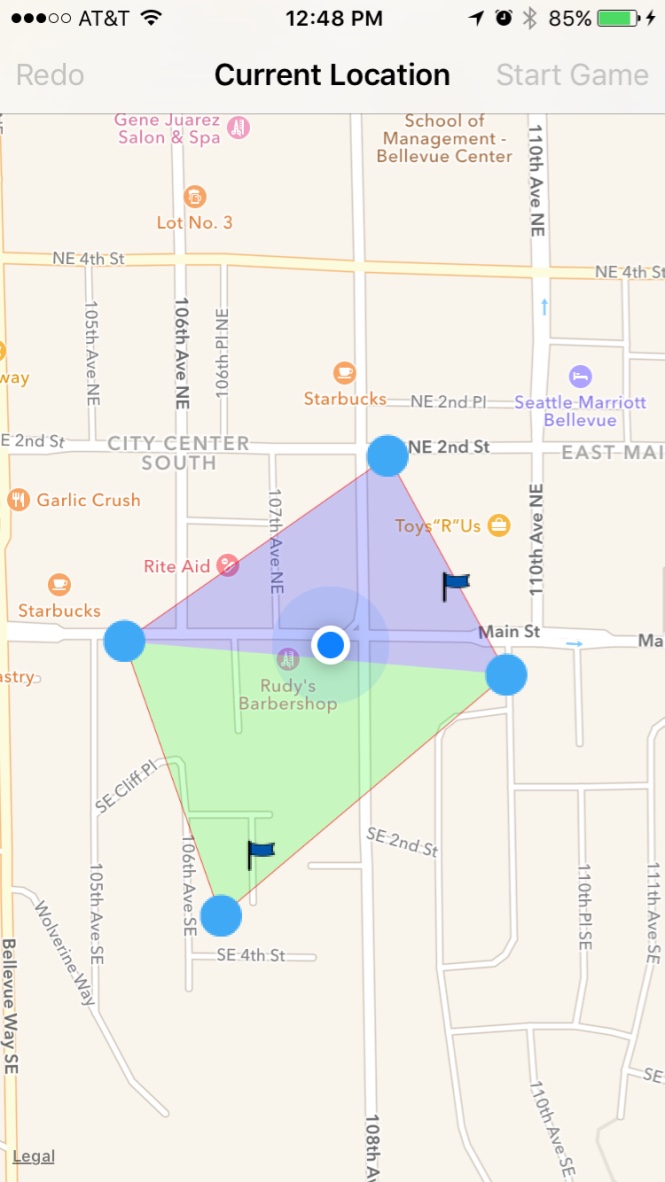 AT&T 12:48 PM 85%
Redo Current Location Start Game
Gene Juarez
Salon & Spa
School of
Management -
Bellevue Center
110th Ave NE
Lot No. 3
NE 4th St
NE 4th St
105th Ave NE
106th Ave NE
106th Pl NE
way
Starbucks
NE 2nd Pl
Seattle Marriott
Bellevue
E 2nd St
CITY CENTER
SOUTH
NE 2nd St
EAST MAI
Garlic Crush
107th Ave NE
Toys"R"Us
110th Ave NE
Rite Aid
Starbucks
Main St
Ma
astry
Rudy's
Barbershop
SE Cliff Pl
SE 2nd St
106th Ave SE
105th Ave SE
110th Pl SE
111th Ave SE
Wolverine Way
SE 4th St
Bellevue Way SE
SE
110th Ave SE
108th A
Legal